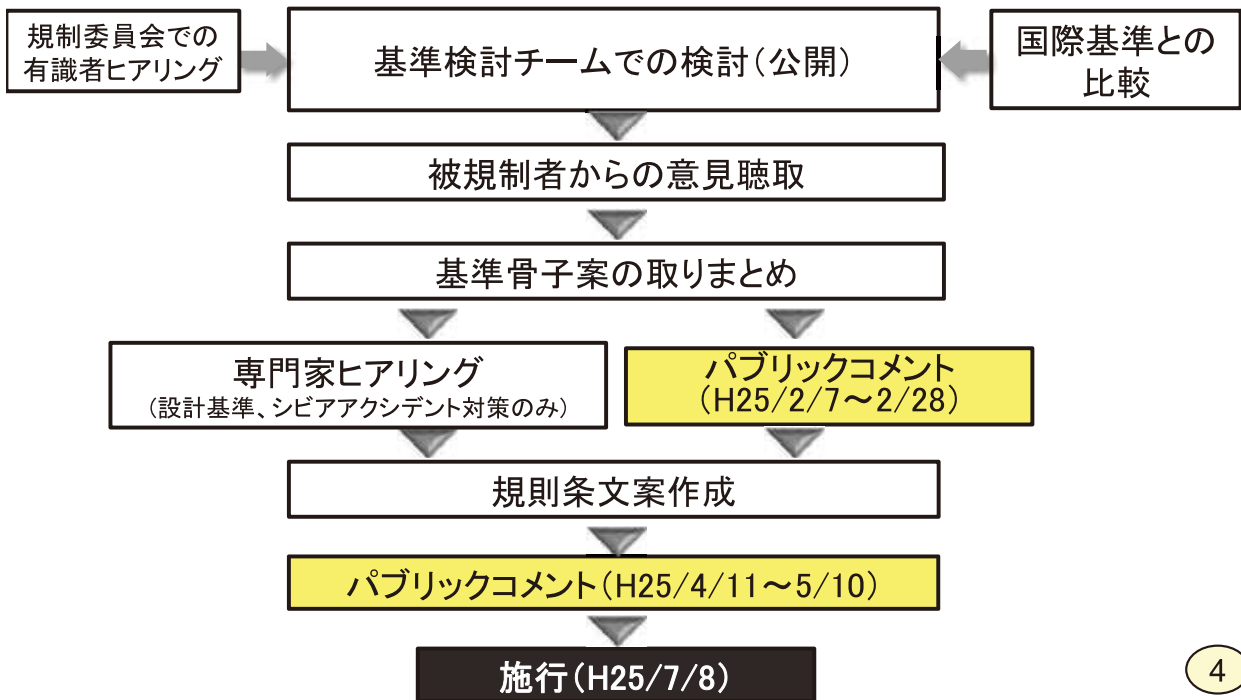 規制委員会での
有識者ヒアリング
基準検討チームでの検討(公開)
国際基準との
比較
被規制者からの意見聴取
基準骨子案の取りまとめ
専門家ヒアリング
(設計基準、シビアアクシデント対策のみ)
パブリックコメント
(H25/2/7～2/28)
規則条文案作成
パブリックコメント(H25/4/11～5/10)
施行(H25/7/8)
4